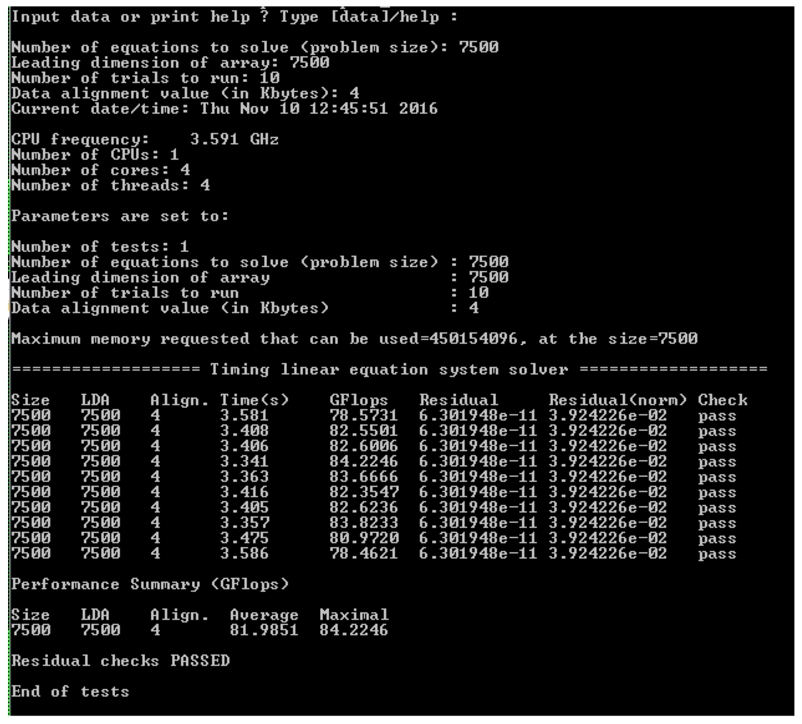 Input data or print help ? Type [data]/help :
Number of equations to solve (problem size): 7500
Leading dimension of array: 7500
Number of trials to run: 10
Data alignment value (in Kbytes): 4
Current date/time: Thu Nov 10 12:45:51 2016
CPU frequency:    3.591 GHz
Number of CPUs: 1
Number of cores: 4
Number of threads: 4
Parameters are set to:
Number of tests: 1
Number of equations to solve (problem size) : 7500
Leading dimension of array                  : 7500
Number of trials to run                     : 10
Data alignment value (in Kbytes)            : 4
Maximum memory requested that can be used=450154096, at the size=7500
=================== Timing linear equation system solver ===================
Size   LDA    Align. Time(s)    GFlops   Residual     Residual(norm) Check
7500   7500   4      3.581      78.5731  6.301948e-11 3.924226e-02   pass
7500   7500   4      3.408      82.5501  6.301948e-11 3.924226e-02   pass
7500   7500   4      3.406      82.6006  6.301948e-11 3.924226e-02   pass
7500   7500   4      3.341      84.2246  6.301948e-11 3.924226e-02   pass
7500   7500   4      3.363      83.6666  6.301948e-11 3.924226e-02   pass
7500   7500   4      3.416      82.3547  6.301948e-11 3.924226e-02   pass
7500   7500   4      3.405      82.6236  6.301948e-11 3.924226e-02   pass
7500   7500   4      3.357      83.8233  6.301948e-11 3.924226e-02   pass
7500   7500   4      3.475      80.9720  6.301948e-11 3.924226e-02   pass
7500   7500   4      3.586      78.4621  6.301948e-11 3.924226e-02   pass
Performance Summary (GFlops)
Size   LDA    Align.  Average  Maximal
7500   7500   4       81.9851  84.2246
Residual checks PASSED
End of tests